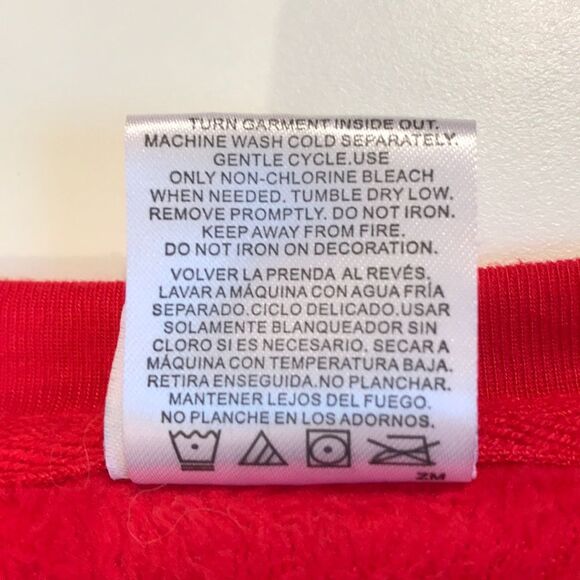 TURN GARMENT INSIDE OUT.
MACHINE WASH COLD SEPARATELY.
GENTLE CYCLE.USE
ONLY NON-CHLORINE BLEACH
WHEN NEEDED. TUMBLE DRY LOW.
REMOVE PROMPTLY. DO NOT IRON.
KEEP AWAY FROM FIRE.
DO NOT IRON ON DECORATION.
VOLVER LA PRENDA AL REVÉS.
LAVAR A MÁQUINA CON AGUA FRÍA
SEPARADO.CICLO DELICADO.USAR
SOLAMENTE BLANQUEADOR SIN
CLORO SI ES NECESARIO. SECAR A
MÁQUINA CON TEMPERATURA BAJA.
RETIRA ENSEGUIDA.NO PLANCHAR.
MANTENER LEJOS DEL FUEGO.
NO PLANCHE EN LOS ADORNOS.
ZM